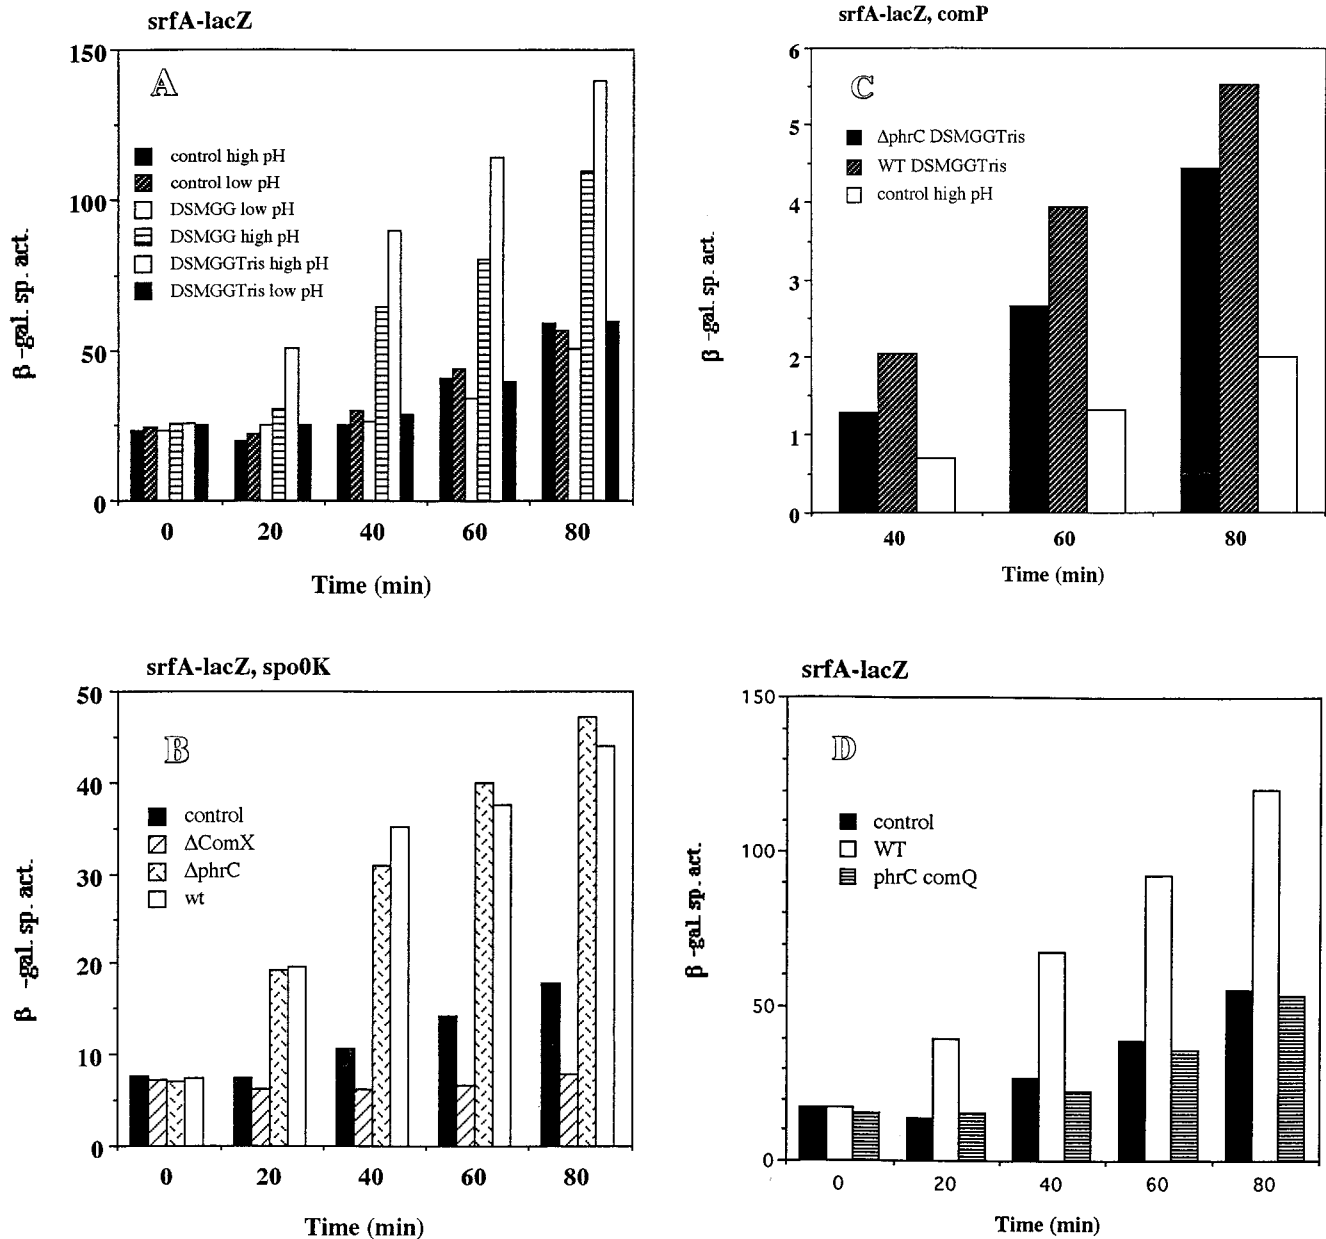 srfA-lacZ
A
control high pH
control low pH
DSMGG low pH
DSMGG high pH
DSMGGTris high pH
DSMGGTris low pH
150
100
50
0
β -gal. sp. act.
0 20 40 60 80
Time (min)
srfA-lacZ, comP
C
ΔphrC DSMGGTris
WT DSMGGTris
control high pH
6
5
4
3
2
1
0
β -gal. sp. act.
40 60 80
Time (min)
srfA-lacZ, spo0K
B
control
ΔComX
ΔphrC
wt
50
40
30
20
10
0
β -gal. sp. act.
0 20 40 60 80
Time (min)
srfA-lacZ
D
control
WT
phrC comQ
150
100
50
0
β -gal. sp. act.
0 20 40 60 80
Time (min)